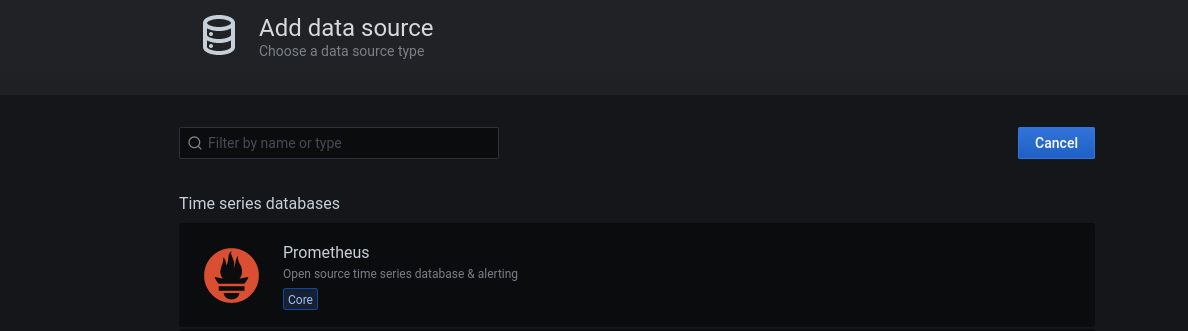 Add data source
Choose a data source type
Filter by name or type
Cancel
Time series databases
Prometheus
Open source time series database & alerting
Core